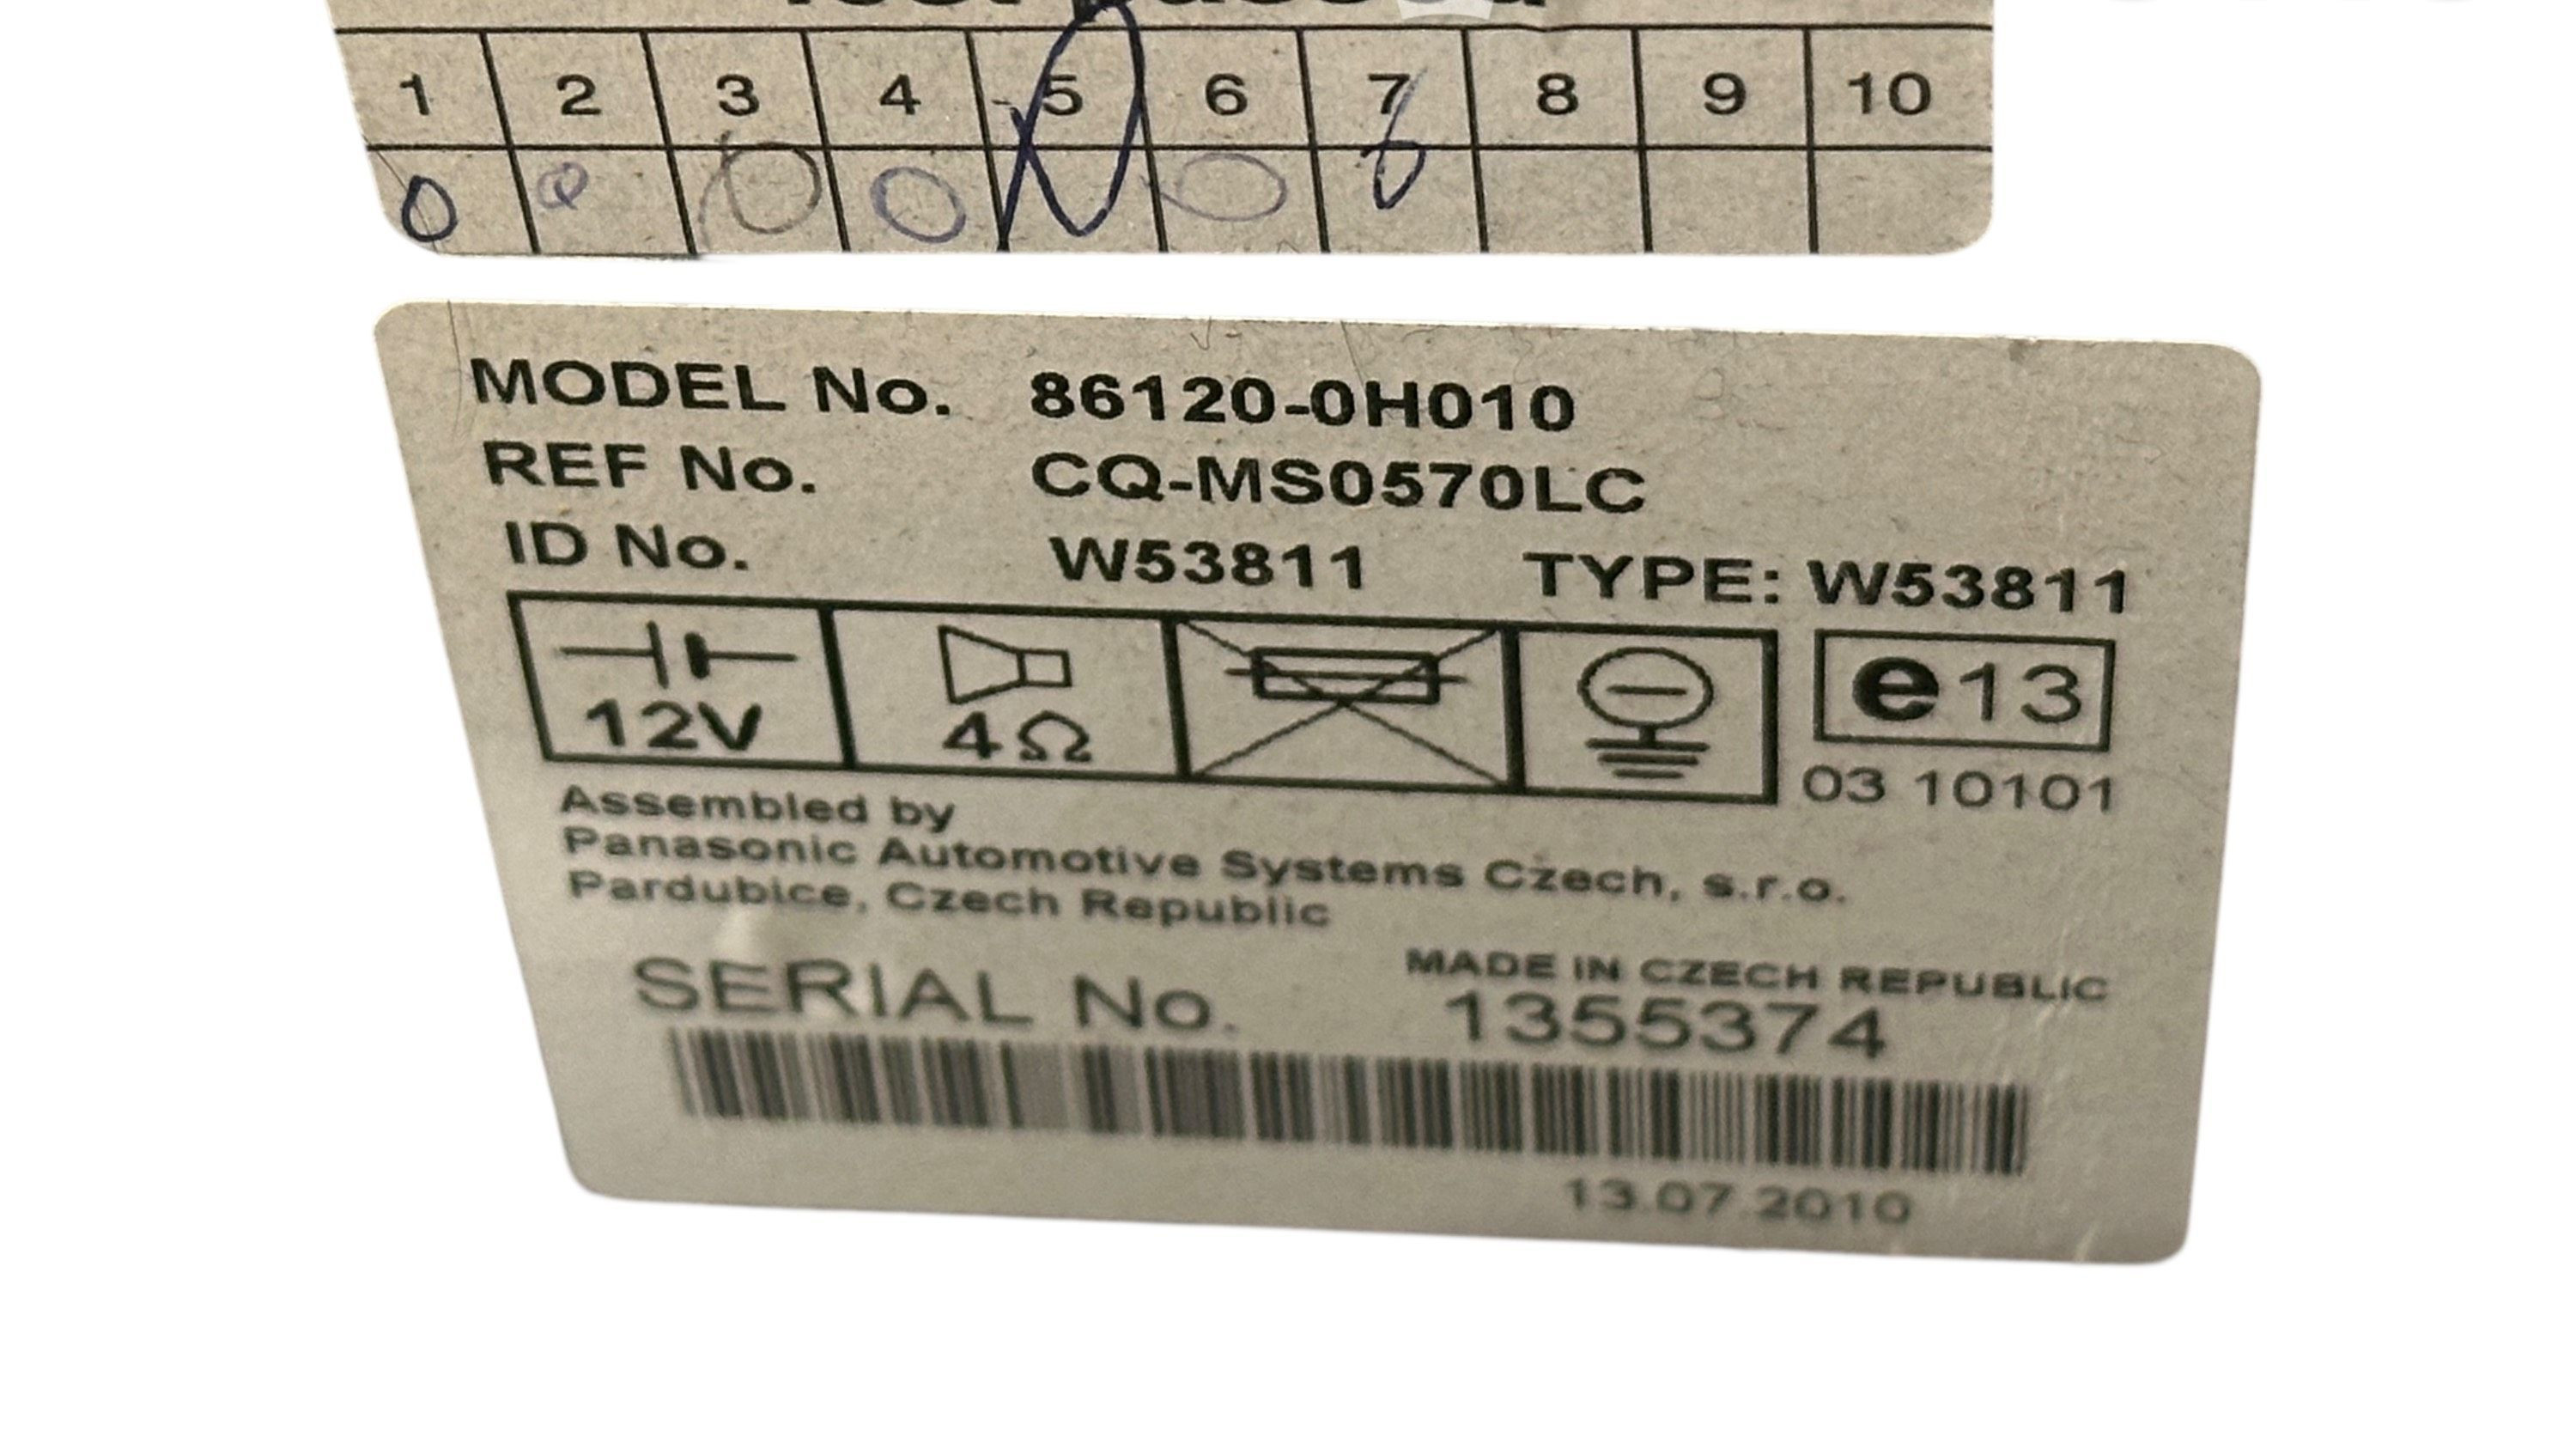 1 2 3 4 5 6 7 8 9 10
MODEL No. 86120-0H010
REF No. CQ-MS0570LC
ID No. W53811 TYPE: W53811
12V 4Ω e13
03 10101
Assembled by
Panasonic Automotive Systems Czech, s.r.o.
Pardubice, Czech Republic
MADE IN CZECH REPUBLIC
SERIAL No. 1355374
13.07.2010